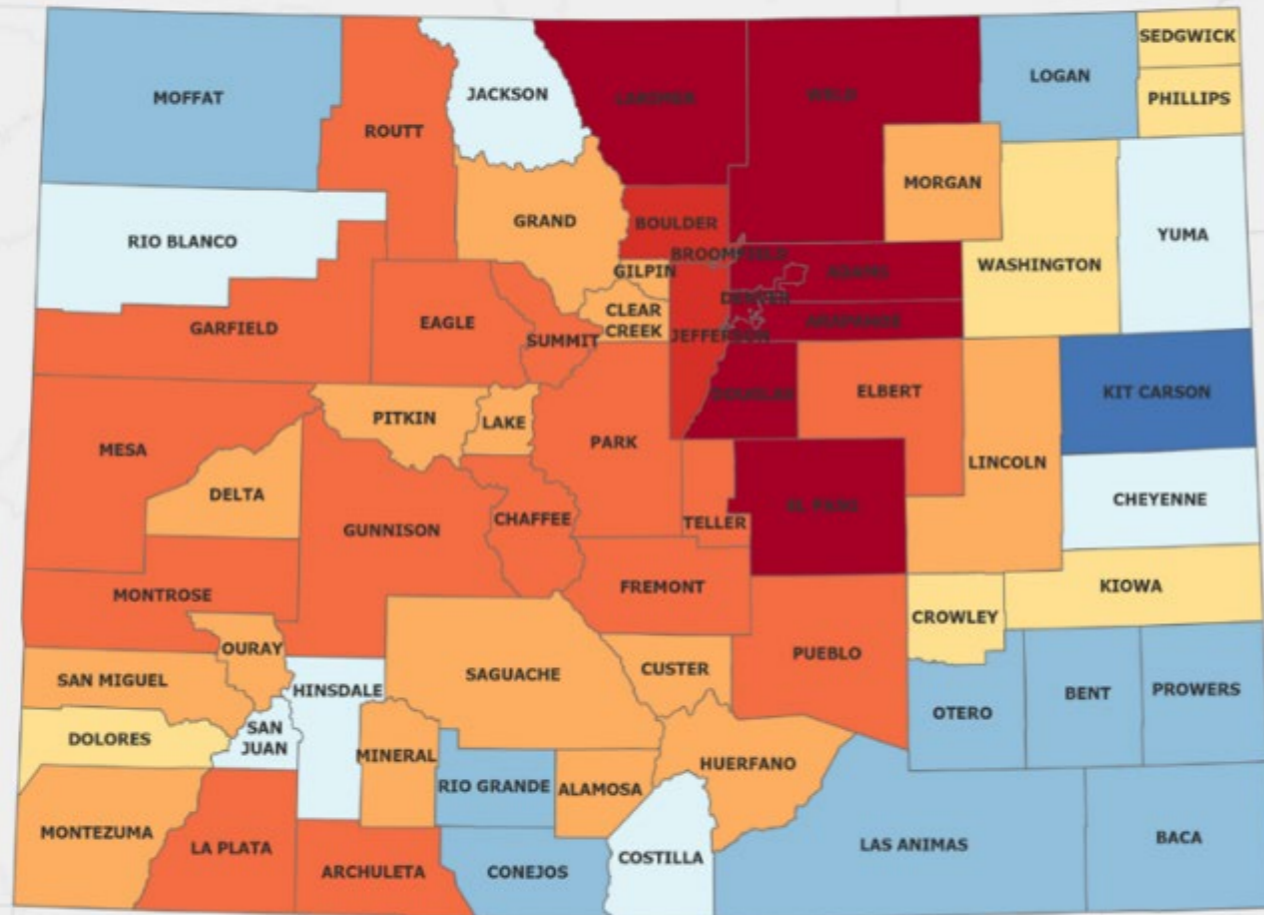 SEDGWICK
LOGAN
MOFFAT
JACKSON
LARIMER
WELD
PHILLIPS
ROUTT
MORGAN
GRAND
BOULDER
YUMA
RIO BLANCO
BROOMFIELD
WASHINGTON
GILPIN
ADAMS
DENVER
CLEAR
CREEK
GARFIELD
EAGLE
SUMMIT
JEFFERSON
ARAPAHOE
DOUGLAS
ELBERT
KIT CARSON
PITKIN
LAKE
PARK
MESA
LINCOLN
DELTA
CHEYENNE
GUNNISON
CHAFFEE
TELLER
EL PASO
MONTROSE
FREMONT
KIOWA
CROWLEY
OURAY
PUEBLO
SAN MIGUEL
SAGUACHE
CUSTER
HINSDALE
BENT
PROWERS
OTERO
SAN
JUAN
DOLORES
MINERAL
HUERFANO
RIO GRANDE
ALAMOSA
MONTEZUMA
LA PLATA
ARCHULETA
CONEJOS
COSTILLA
LAS ANIMAS
BACA